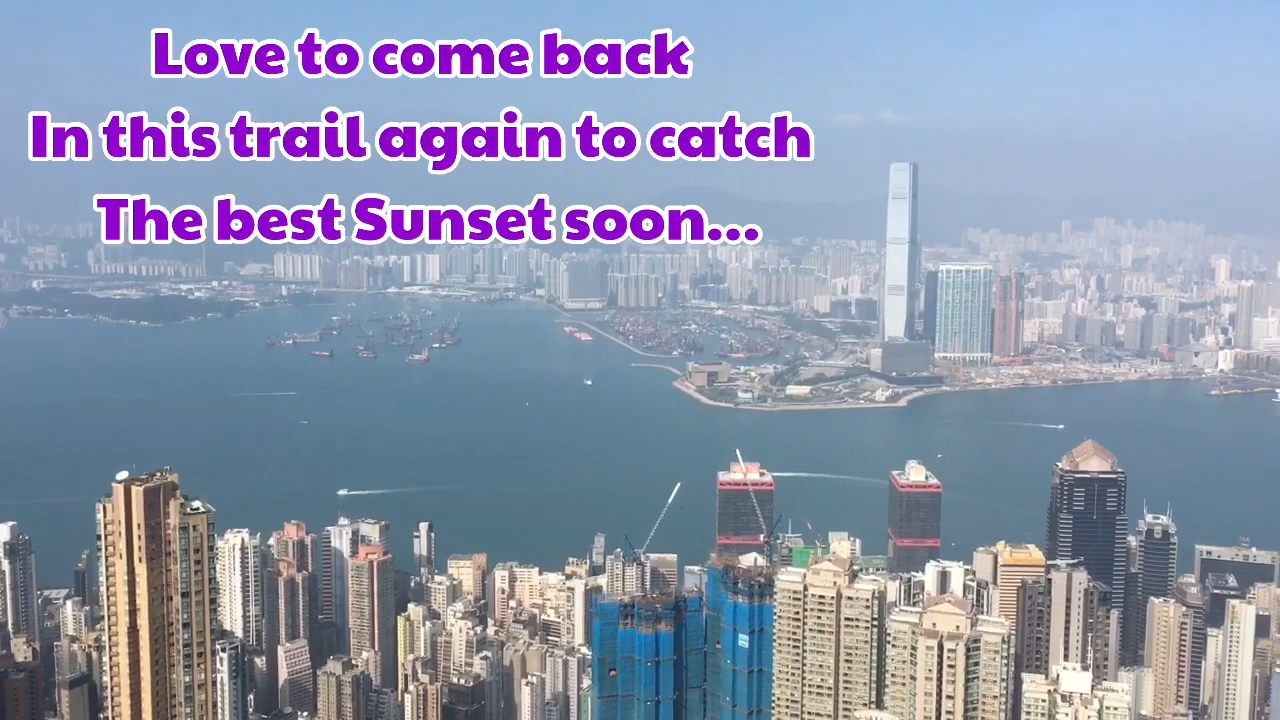 Love to come back
In this trail again to catch
The best Sunset soon...